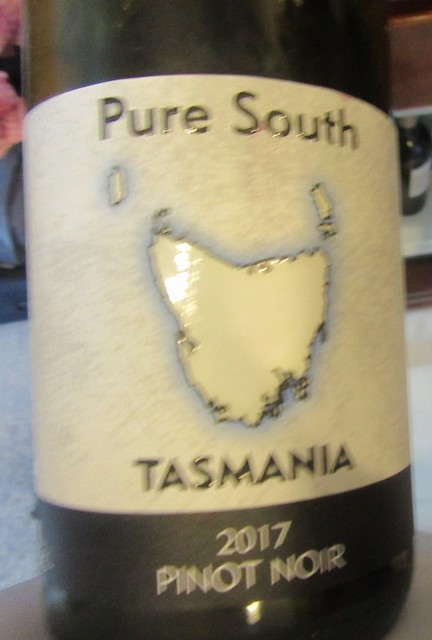 Pure South
TASMANIA
2017
PINOT NOIR